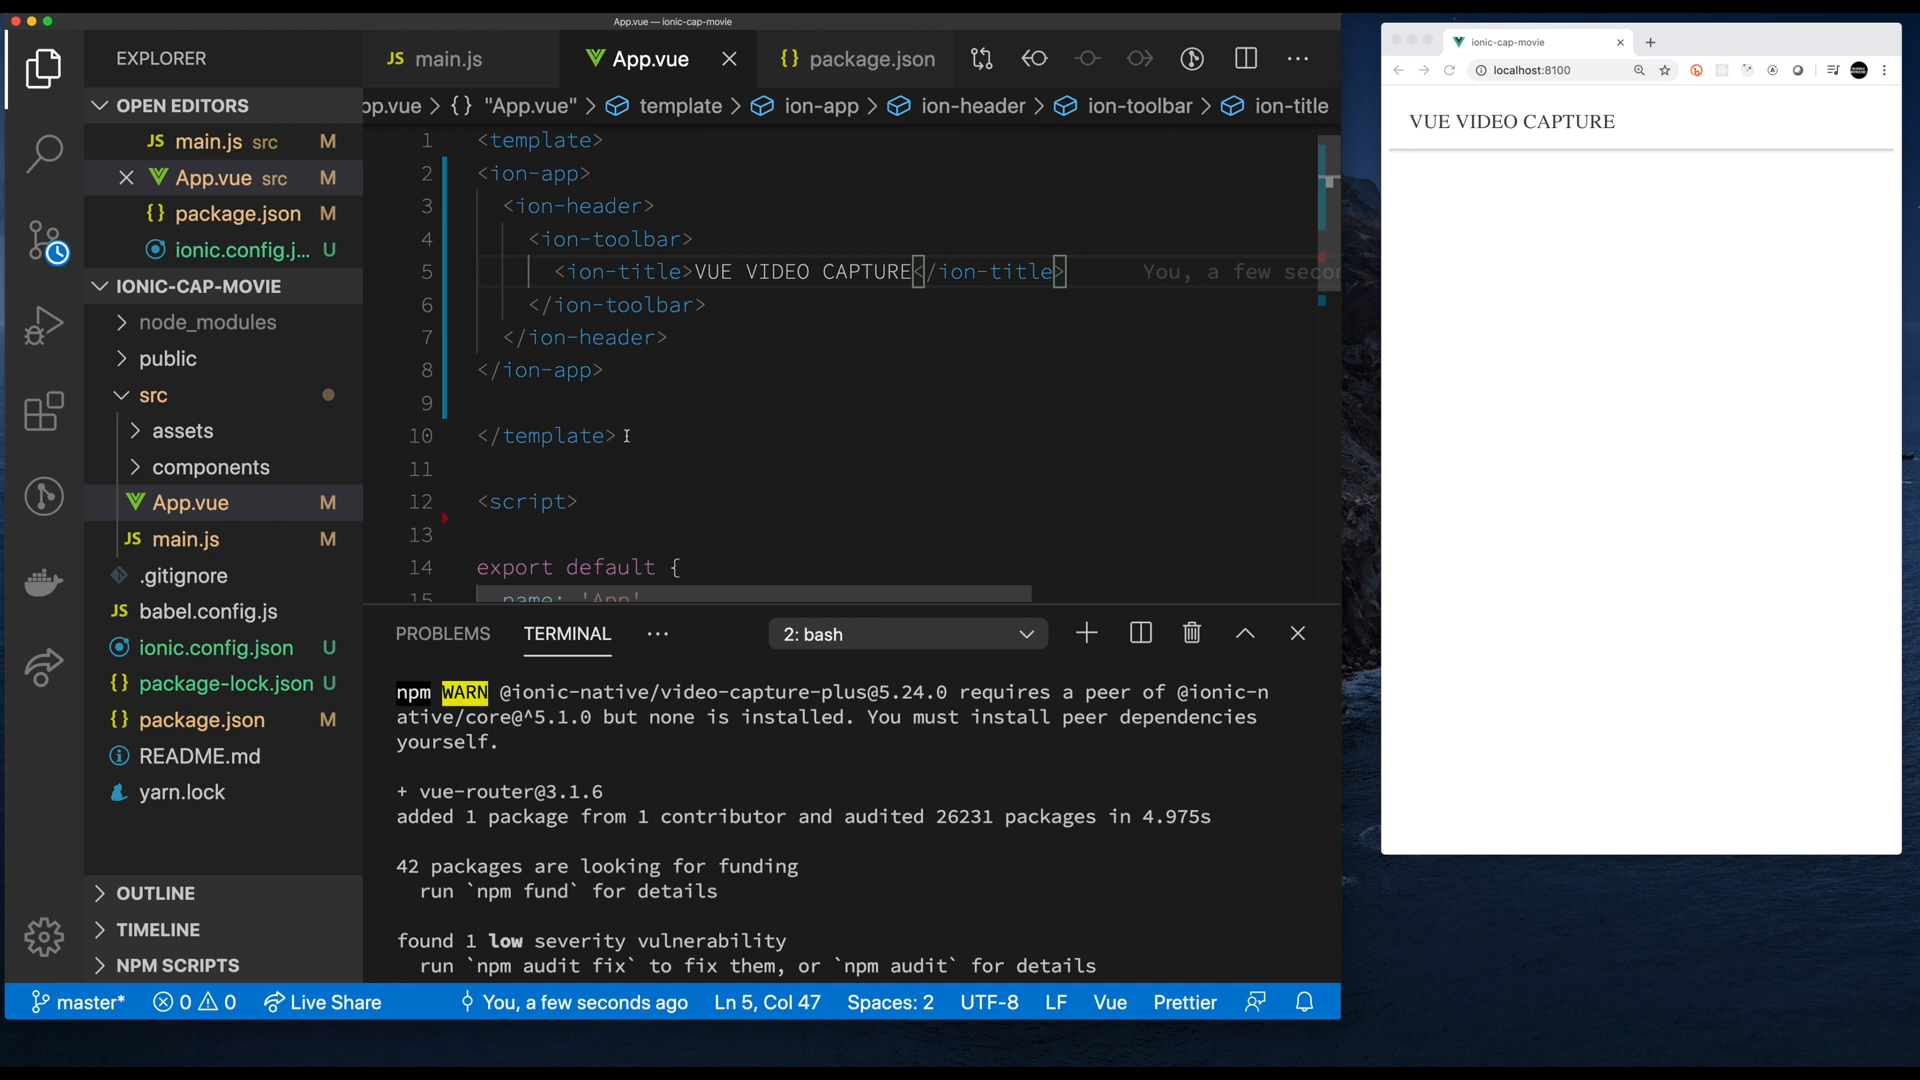 App.vue — ionic-cap-movie
EXPLORER
OPEN EDITORS
JS main.js src M
App.vue src M
{} package.json M
ionic.config.j... U
IONIC-CAP-MOVIE
node_modules
public
src
assets
components
App.vue M
JS main.js M
.gitignore
JS babel.config.js
ionic.config.json U
{} package-lock.json U
{} package.json M
README.md
yarn.lock
OUTLINE
TIMELINE
NPM SCRIPTS
JS main.js
App.vue
{} package.json
pp.vue > {} "App.vue" > template > ion-app > ion-header > ion-toolbar > ion-title
1 <template>
2 <ion-app>
3 <ion-header>
4 <ion-toolbar>
5 <ion-title>VUE VIDEO CAPTURE</ion-title> You, a few seco
6 </ion-toolbar>
7 </ion-header>
8 </ion-app>
9
10 </template>
11
12 <script>
13
14 export default {
15 name: 'App'
PROBLEMS
TERMINAL
2: bash
npm WARN @ionic-native/video-capture-plus@5.24.0 requires a peer of @ionic-n
ative/core@^5.1.0 but none is installed. You must install peer dependencies
yourself.
+ vue-router@3.1.6
added 1 package from 1 contributor and audited 26231 packages in 4.975s
42 packages are looking for funding
run `npm fund` for details
found 1 low severity vulnerability
run `npm audit fix` to fix them, or `npm audit` for details
master* 0 0 Live Share You, a few seconds ago Ln 5, Col 47 Spaces: 2 UTF-8 LF Vue Prettier
ionic-cap-movie
localhost:8100
VUE VIDEO CAPTURE